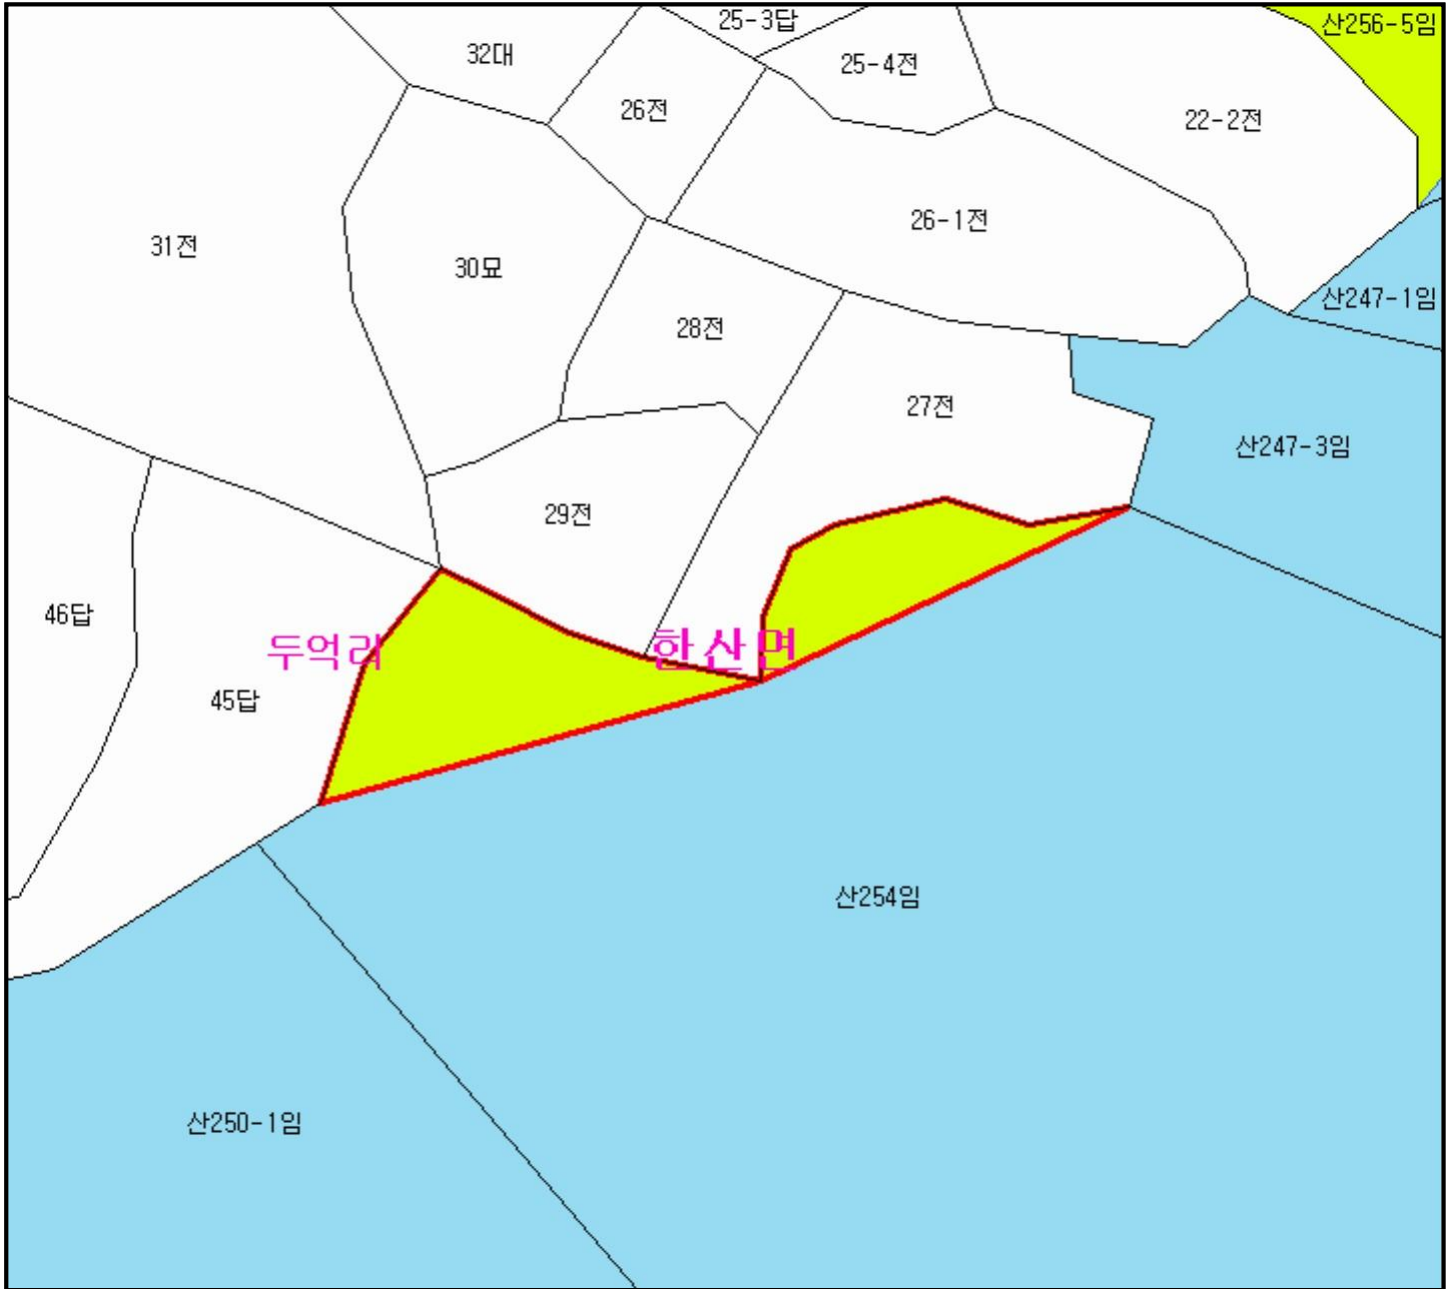 25-3답
산256-5임
32대
25-4전
26전
22-2전
26-1전
31전
30묘
산247-1임
28전
27전
산247-3임
29전
46답
두억리
한산면
45답
산254임
산250-1임